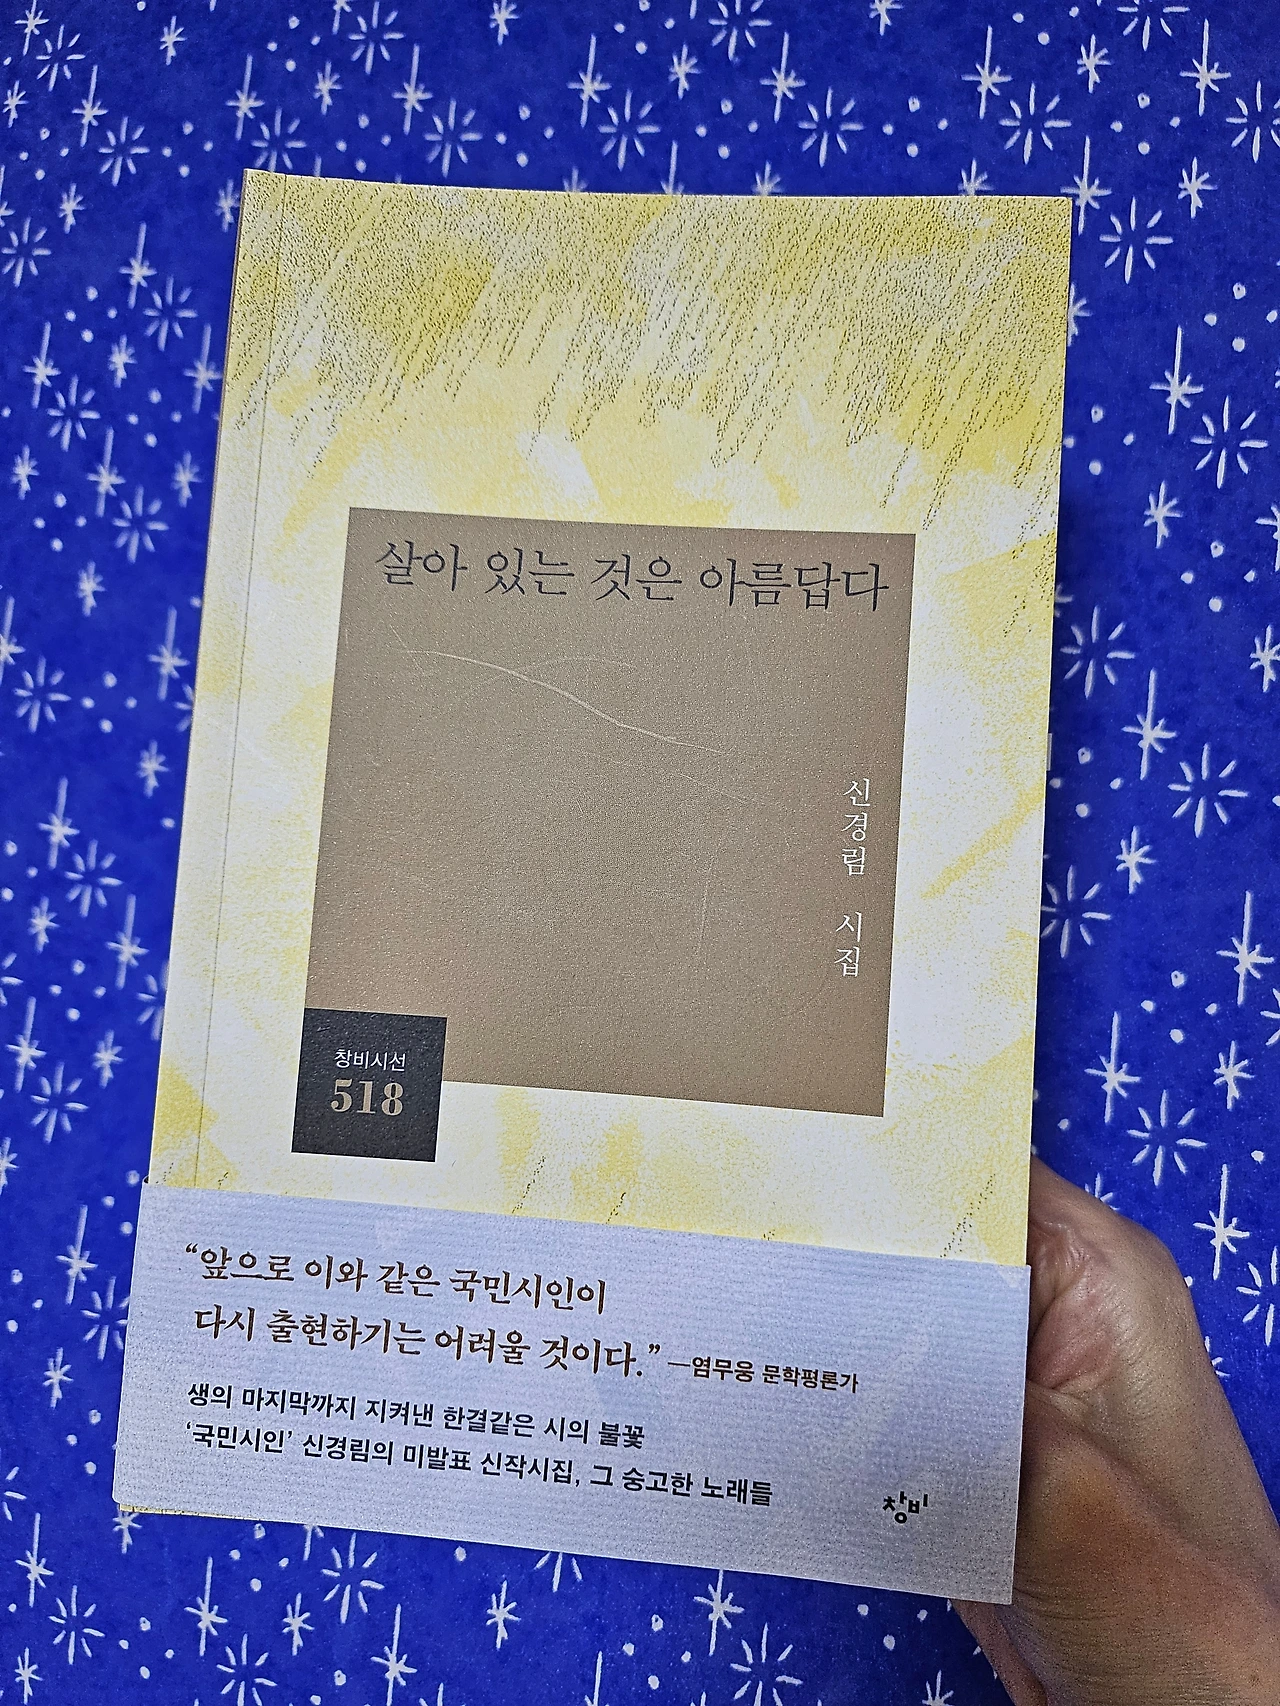 살아 있는 것은 아름답다
신경림 시집
창비시선
518
“앞으로 이와 같은 국민시인이
다시 출현하기는 어려울 것이다.” —염무웅 문학평론가
생의 마지막까지 지켜낸 한결같은 시의 불꽃
‘국민시인’ 신경림의 미발표 신작시집, 그 숭고한 노래들
창비